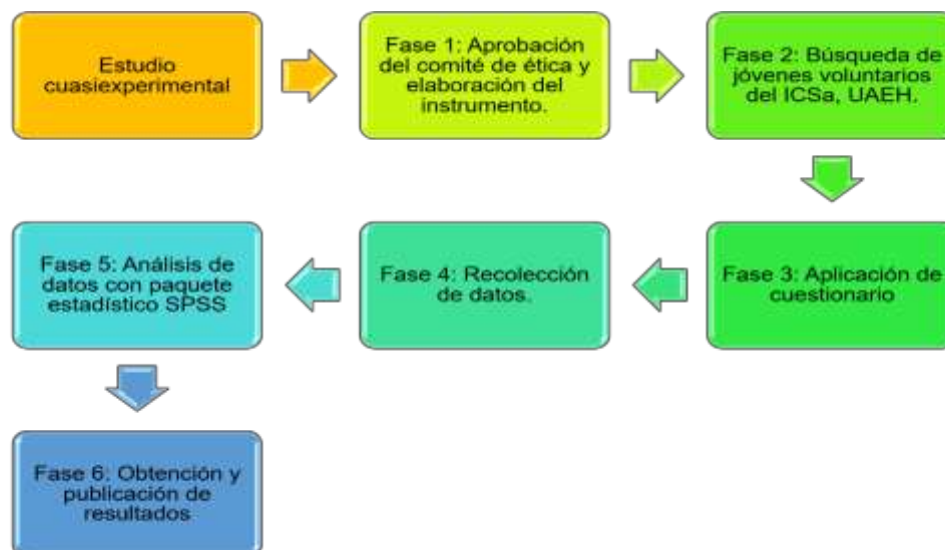 Estudio
cuasiexperimental
Fase 1: Aprobación
del comité de ética y
elaboración del
instrumento.
Fase 2: Búsqueda de
jóvenes voluntarios
del ICSa, UAEH.
Fase 3: Aplicación de
cuestionario
Fase 4: Recolección
de datos.
Fase 5: Análisis de
datos con paquete
estadístico SPSS
Fase 6: Obtención y
publicación de
resultados